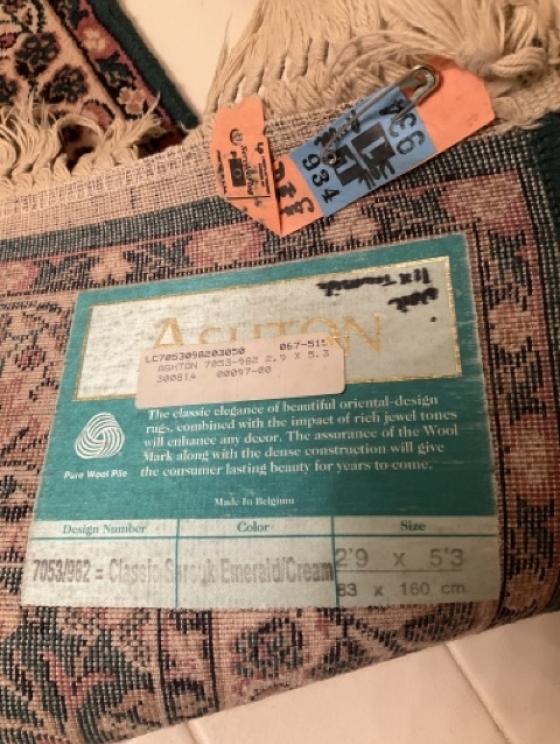 934
934
ASHTON
LC7053098203050 067-515
ASHTON 7053-982 2.9 X 5.3
300814 00097-00
The classic elegance of beautiful oriental-design
rugs, combined with the impact of rich jewel tones
will enhance any decor. The assurance of the Wool
Mark along with the dense construction will give
the consumer lasting beauty for years to come.
Pure Wool Pile
Made In Belgium
Design Number Color Size
7053/982 = Classic Sarouk Emerald/Cream 2'9 x 5'3
83 x 160 cm